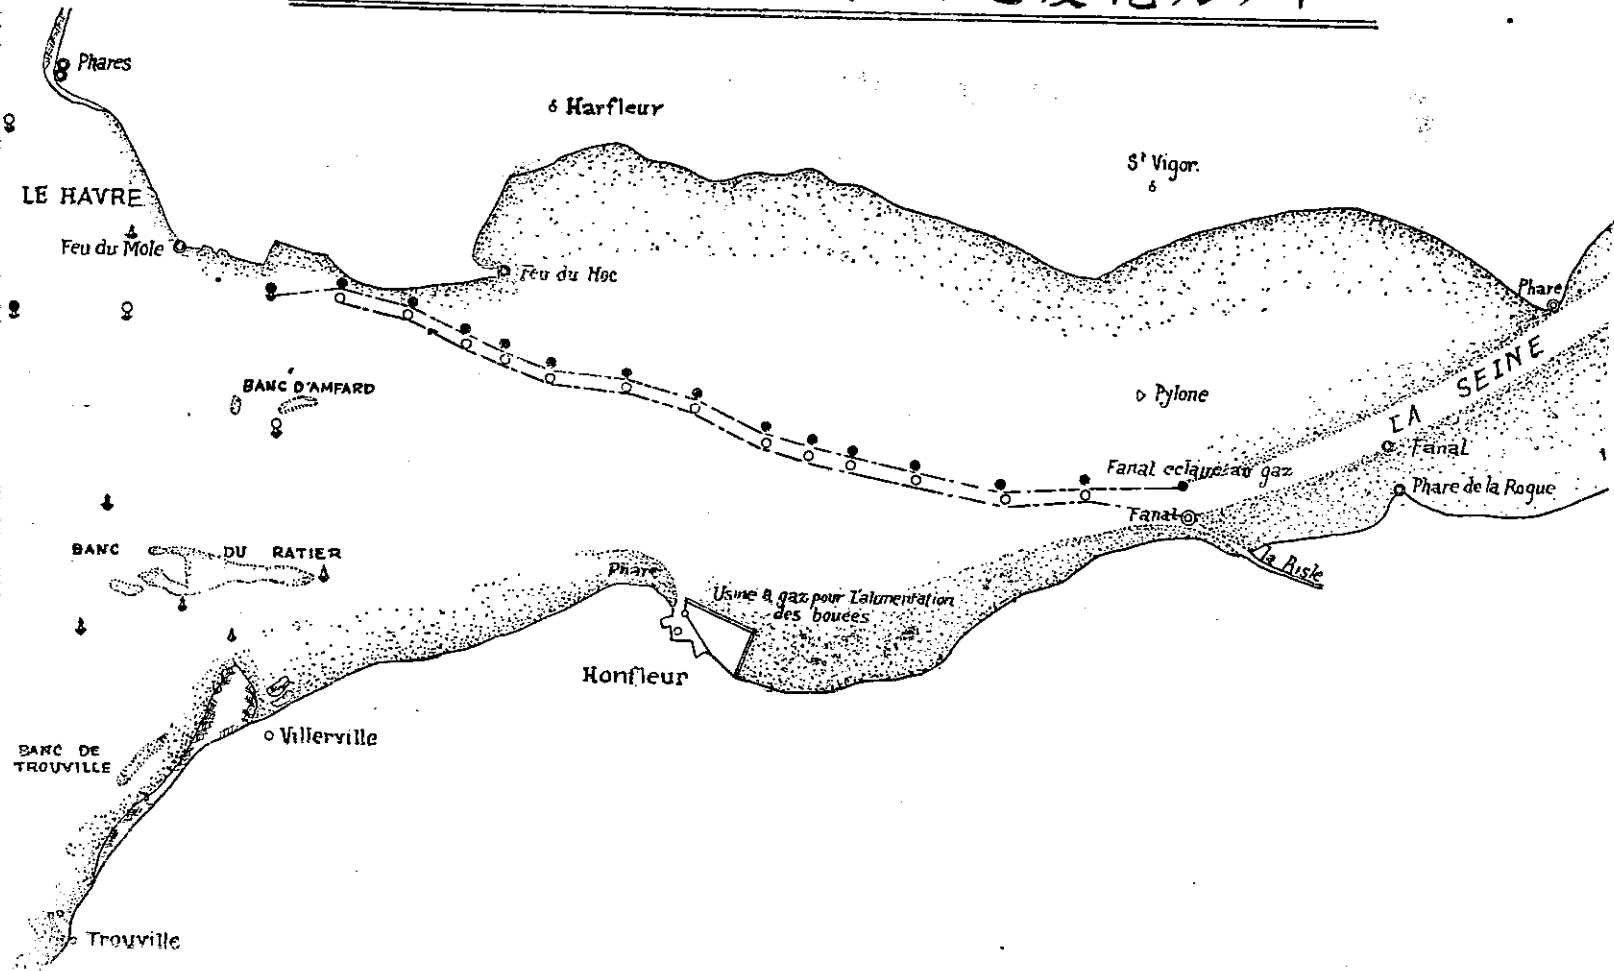 Phares
Harfleur
St Vigor.
LE HAVRE
Feu du Mole
Feu du Hoc
Phare
BANC D'AMFARD
Pylone
LA SEINE
Fanal
Fanal eclairé au gaz
Phare de la Roque
Fanal
BANC DU RATIER
la Risle
Phare
Usine à gaz pour l'alimentation
des bouées
Honfleur
Villerville
BANC DE
TROUVILLE
Trouville